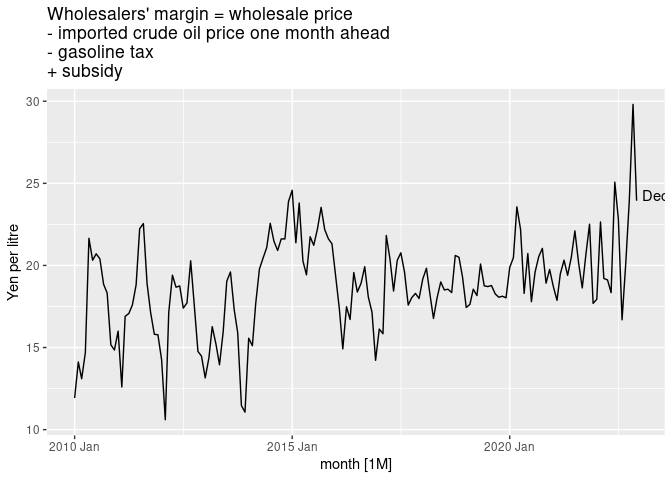 Wholesalers' margin = wholesale price
- imported crude oil price one month ahead
- gasoline tax
+ subsidy
30
25
20
15
10
Yen per litre
Dec
2010 Jan
2015 Jan
2020 Jan
month [1M]